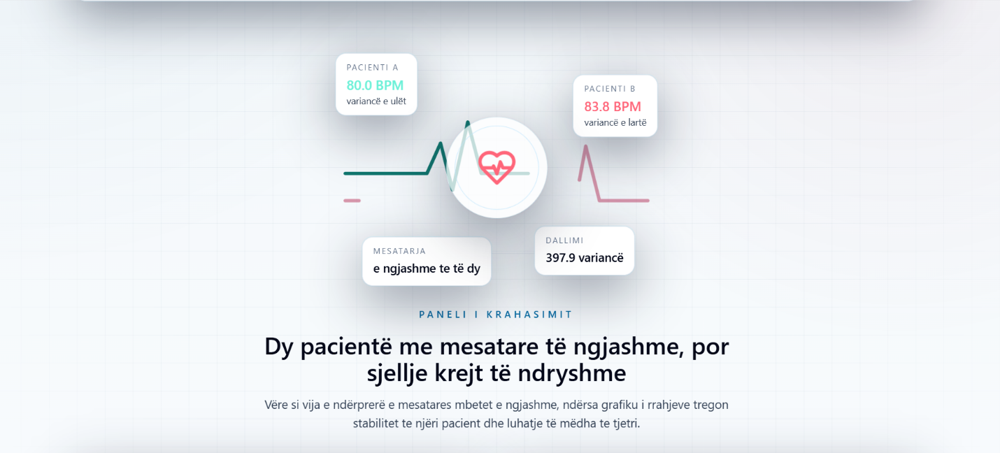 PACIENTI A
80.0 BPM
variancë e ulët
PACIENTI B
83.8 BPM
variancë e lartë
MESATARJA
e ngjashme te të dy
DALLIMI
397.9 variancë
PANELI I KRAHASIMIT
Dy pacientë me mesatare të ngjashme, por
sjellje krejt të ndryshme
Vëre si vija e ndërprerë e mesatares mbetet e ngjashme, ndërsa grafiku i rrahjeve tregon
stabilitet te njëri pacient dhe luhatje të mëdha te tjetri.